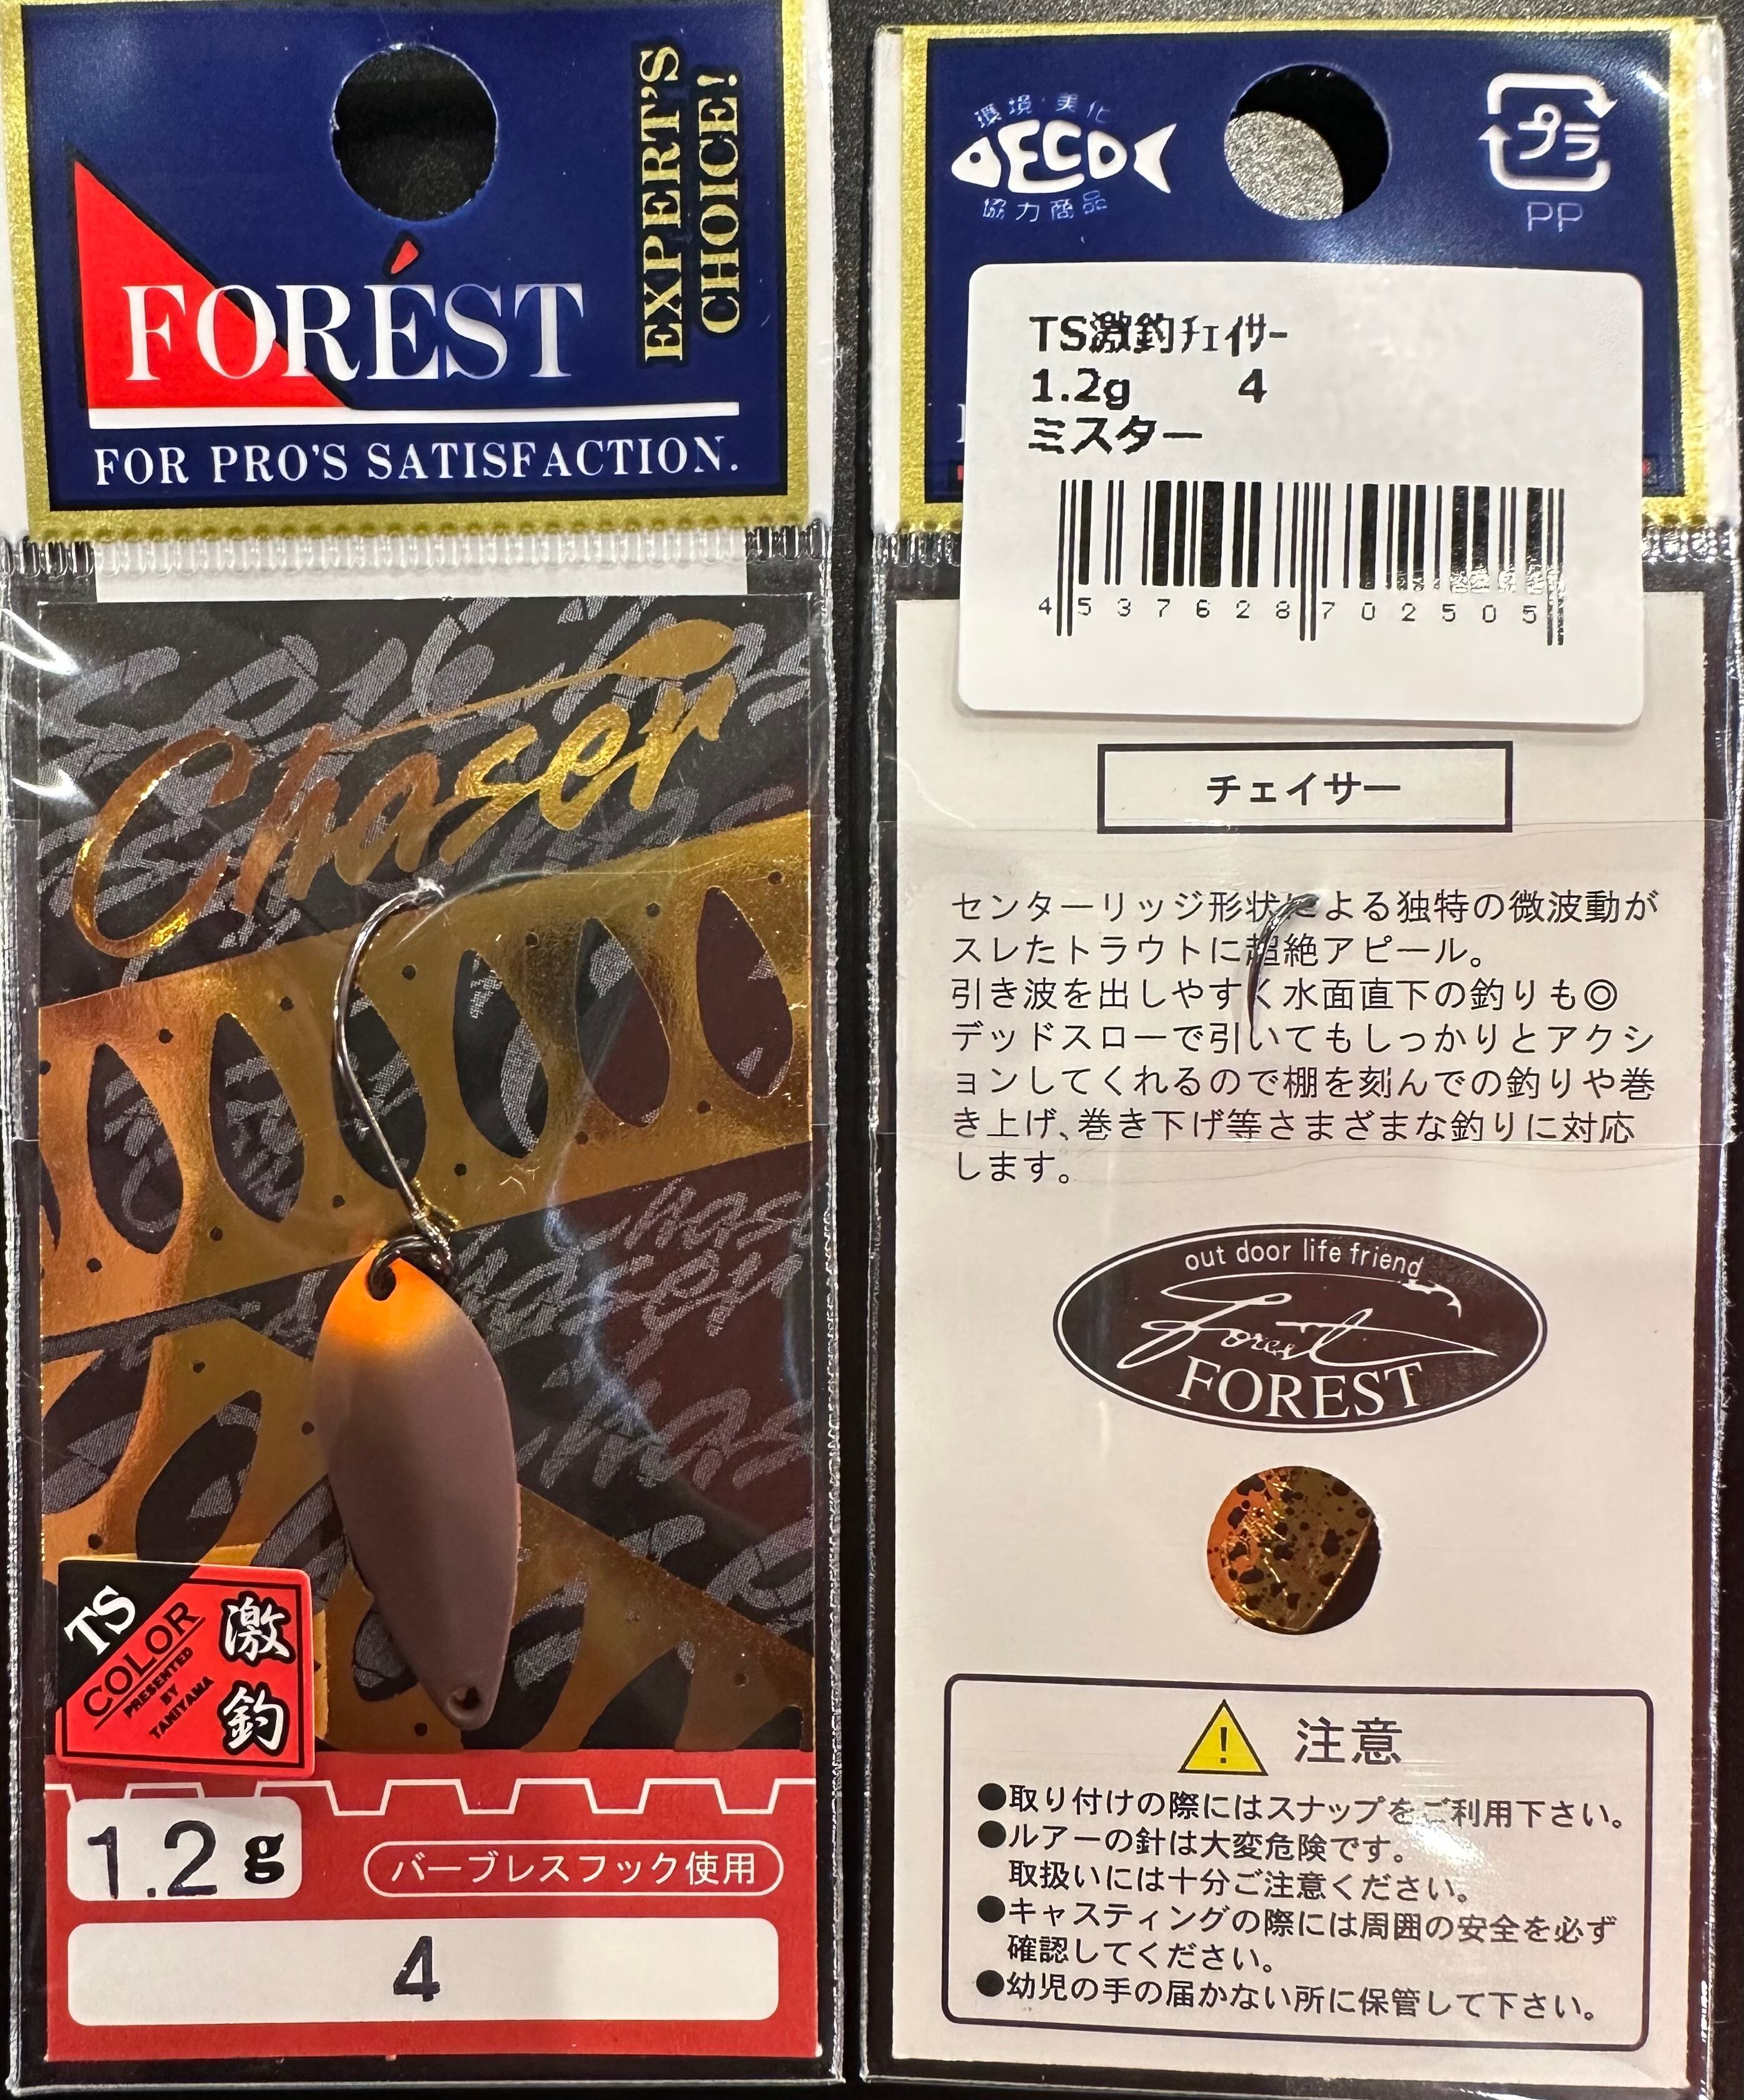 EXPERT'S
CHOICE!
FORÉST
FOR PRO'S SATISFACTION.
Chaser
TS
COLOR
PRESENTED
BY
TAMIYAMA
激釣
1.2g
バーブレスフック使用
4
環境・美化
ECO
協力商品
プラ
PP
TS激釣ﾁｪｲｻｰ
1.2g 4
ミスター
4537628702505
チェイサー
センターリッジ形状による独特の微波動が
スレたトラウトに超絶アピール。
引き波を出しやすく水面直下の釣りも◎
デッドスローで引いてもしっかりとアクシ
ョンしてくれるので棚を刻んでの釣りや巻
き上げ、巻き下げ等さまざまな釣りに対応
します。
out door life friend
Forest
FOREST
注意
●取り付けの際にはスナップをご利用下さい。
●ルアーの針は大変危険です。
取扱いには十分ご注意ください。
●キャスティングの際には周囲の安全を必ず
確認してください。
●幼児の手の届かない所に保管して下さい。